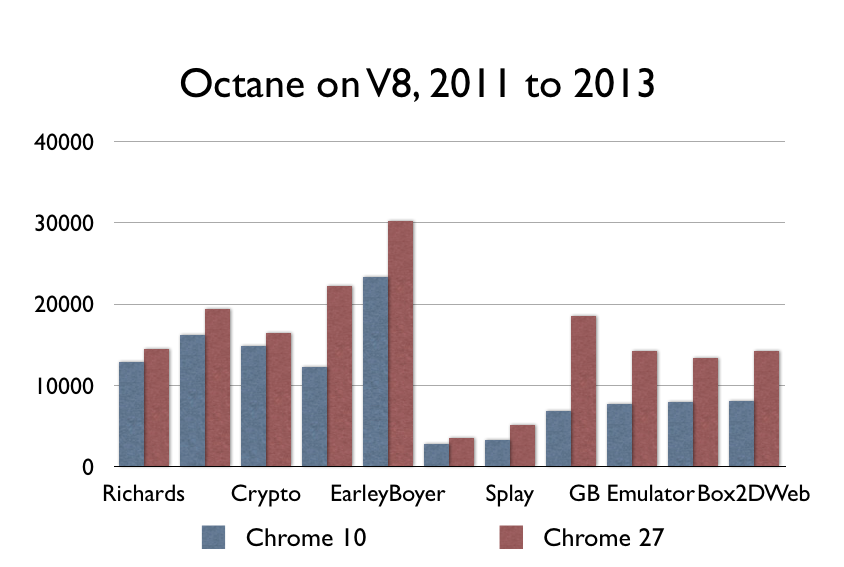 Octane on V8, 2011 to 2013
40000
30000
20000
10000
0
Richards Crypto EarleyBoyer Splay GB Emulator Box2DWeb
Chrome 10 Chrome 27